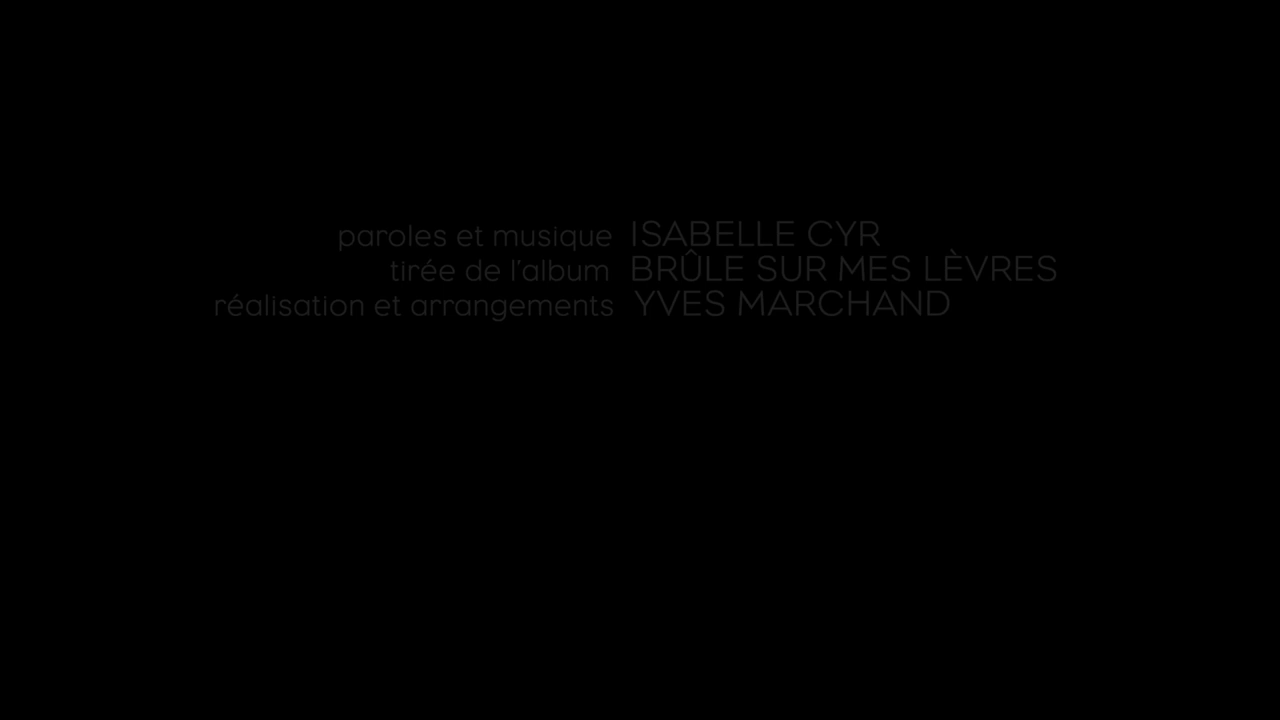 paroles et musique ISABELLE CYR
tirée de l'album BRÛLE SUR MES LÈVRES
réalisation et arrangements YVES MARCHAND